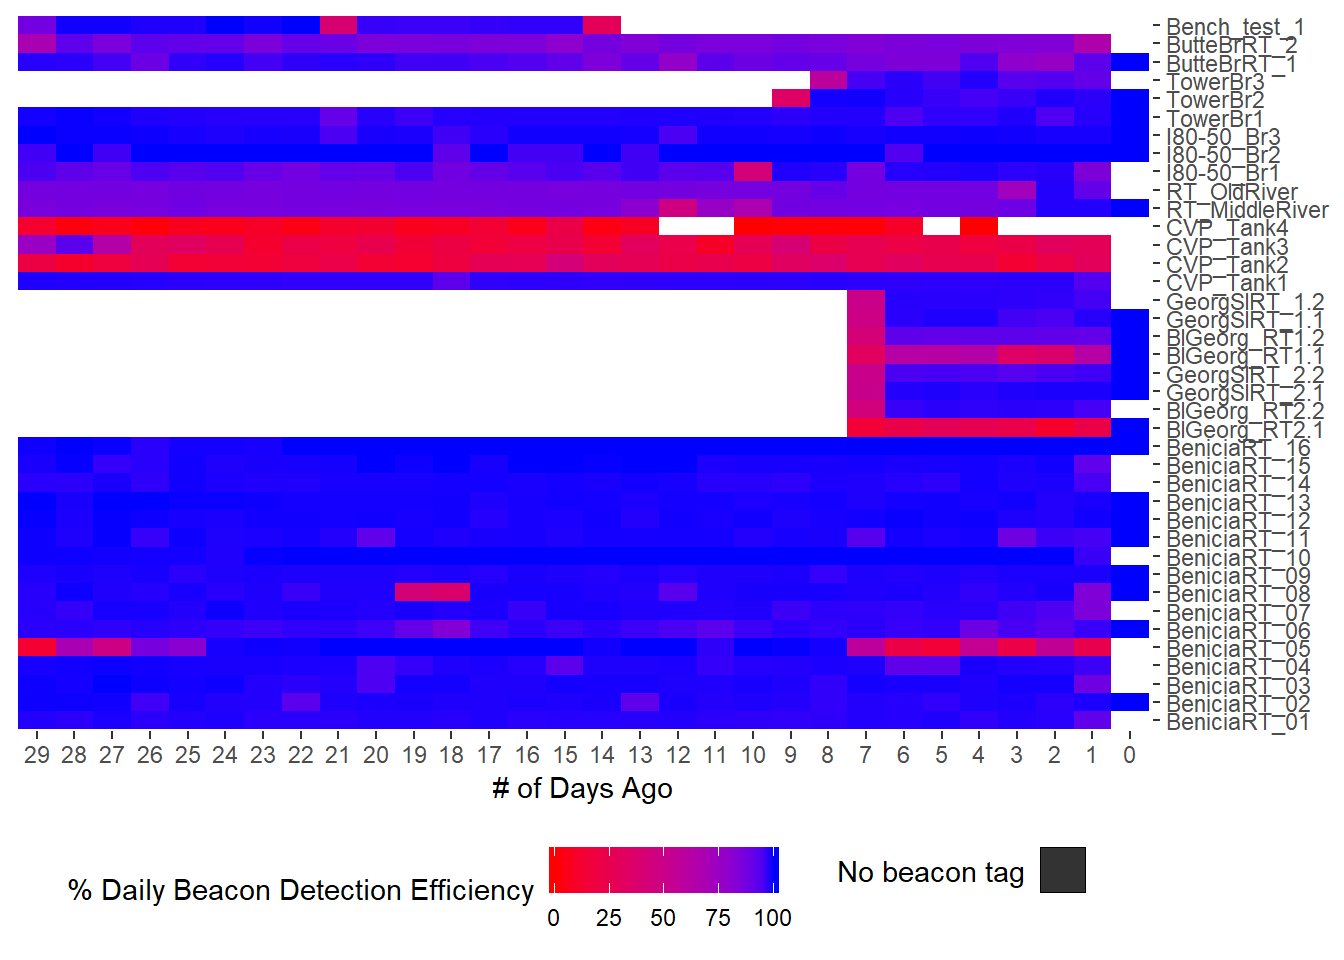 Bench_test_1
ButteBrRT_2
ButteBrRT_1
TowerBr3
TowerBr2
TowerBr1
I80-50_Br3
I80-50_Br2
I80-50_Br1
RT_OldRiver
RT_MiddleRiver
CVP_Tank4
CVP_Tank3
CVP_Tank2
CVP_Tank1
GeorgSlRT_1.2
GeorgSlRT_1.1
BlGeorg_RT1.2
BlGeorg_RT1.1
GeorgSlRT_2.2
GeorgSlRT_2.1
BlGeorg_RT2.2
BlGeorg_RT2.1
BeniciaRT_16
BeniciaRT_15
BeniciaRT_14
BeniciaRT_13
BeniciaRT_12
BeniciaRT_11
BeniciaRT_10
BeniciaRT_09
BeniciaRT_08
BeniciaRT_07
BeniciaRT_06
BeniciaRT_05
BeniciaRT_04
BeniciaRT_03
BeniciaRT_02
BeniciaRT_01
29 28 27 26 25 24 23 22 21 20 19 18 17 16 15 14 13 12 11 10 9 8 7 6 5 4 3 2 1 0
# of Days Ago
% Daily Beacon Detection Efficiency
0 25 50 75 100
No beacon tag